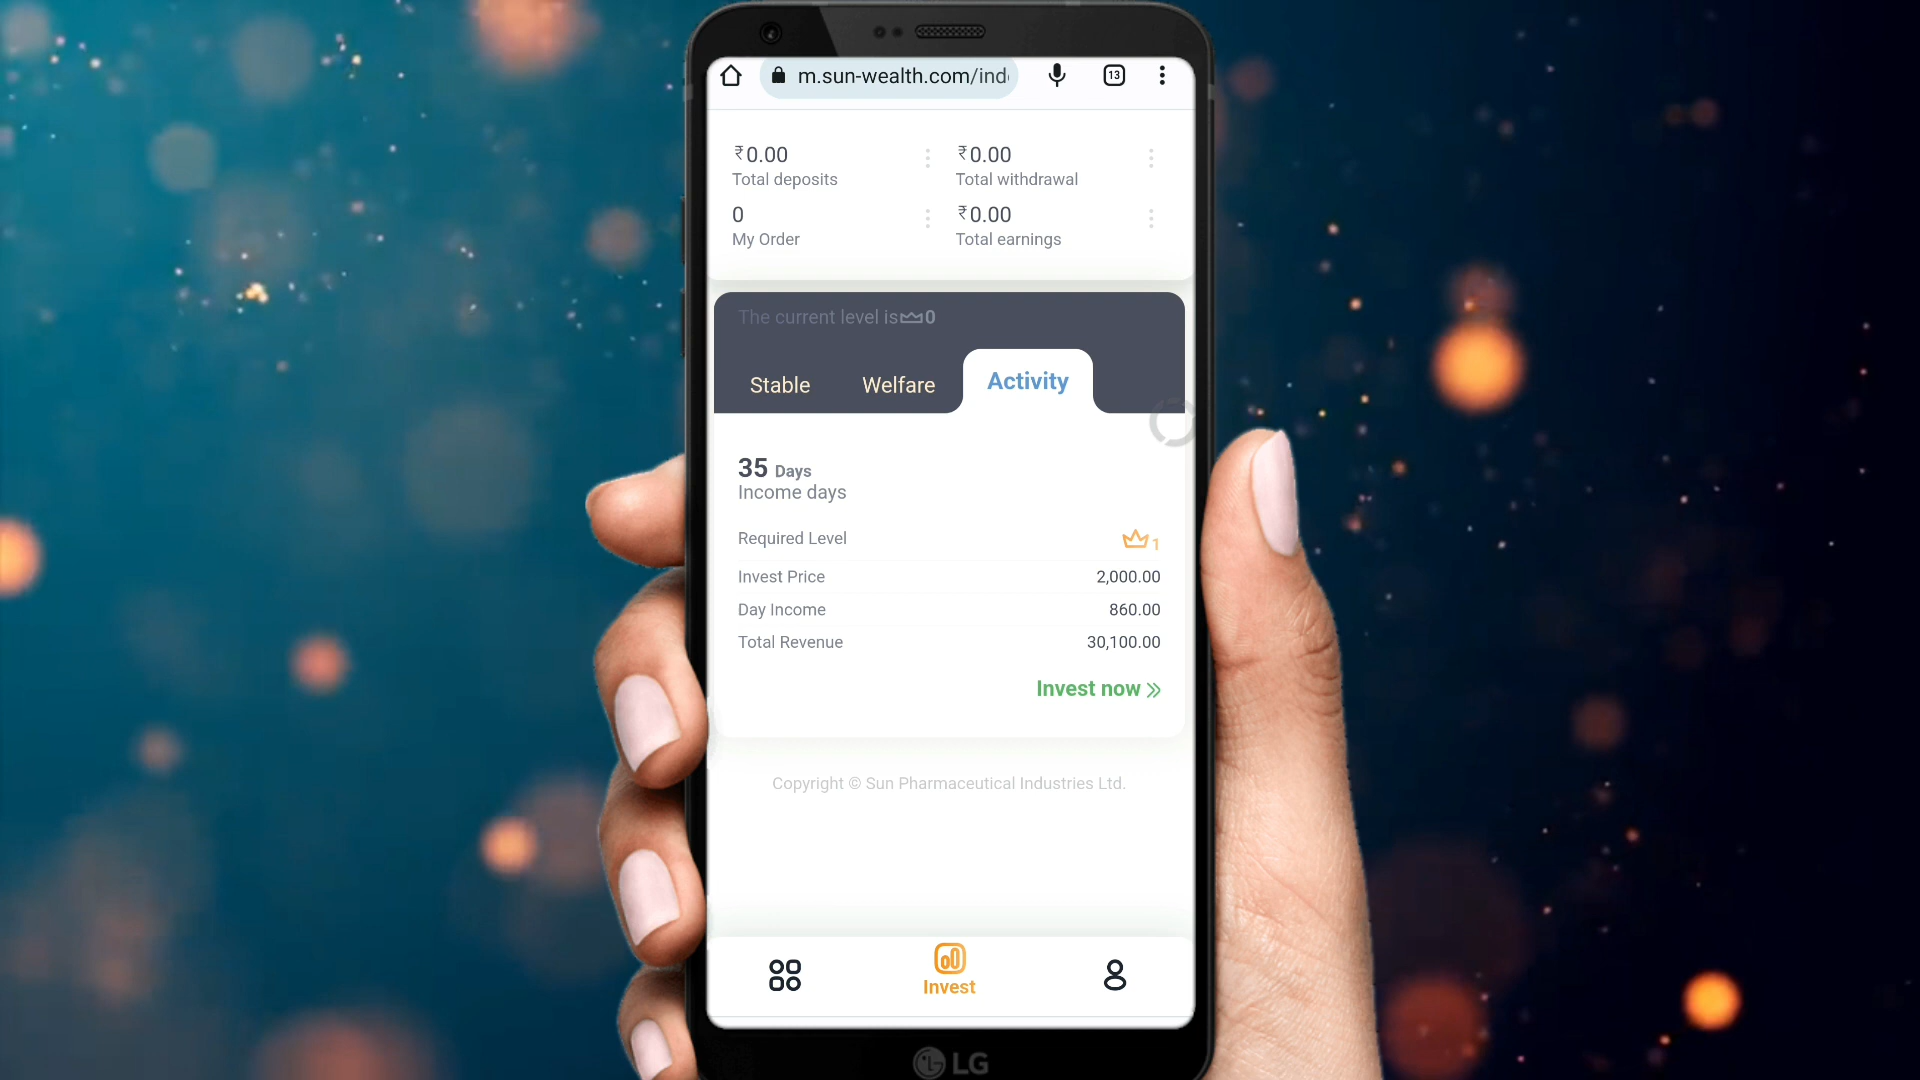 m.sun-wealth.com/ind
13
₹0.00 ₹0.00
Total deposits Total withdrawal
0 ₹0.00
My Order Total earnings
The current level is 0
Stable Welfare Activity
35 Days
Income days
Required Level 1
Invest Price 2,000.00
Day Income 860.00
Total Revenue 30,100.00
Invest now
Copyright © Sun Pharmaceutical Industries Ltd.
Invest
LG